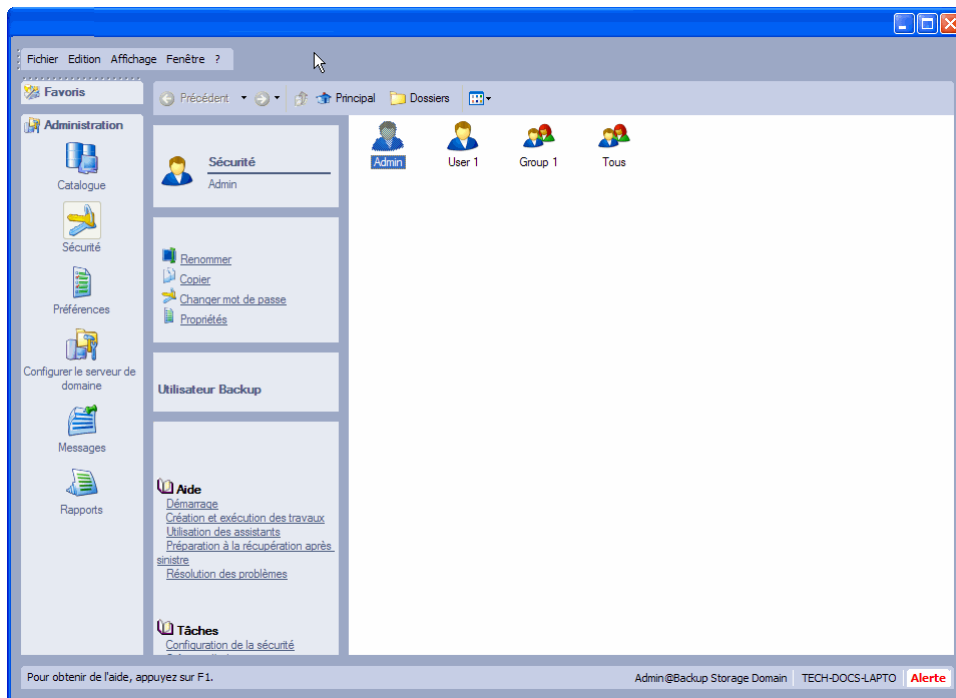 Fichier Edition Affichage Fenêtre ?
Favoris
Précédent Principal Dossiers
Administration
Catalogue
Sécurité
Préférences
Configurer le serveur de
domaine
Messages
Rapports
Sécurité
Admin
Renommer
Copier
Changer mot de passe
Propriétés
Utilisateur Backup
Aide
Démarrage
Création et exécution des travaux
Utilisation des assistants
Préparation à la récupération après
sinistre
Résolution des problèmes
Tâches
Configuration de la sécurité
Admin
User 1
Group 1
Tous
Pour obtenir de l'aide, appuyez sur F1.
Admin@Backup Storage Domain
TECH-DOCS-LAPTO
Alerte